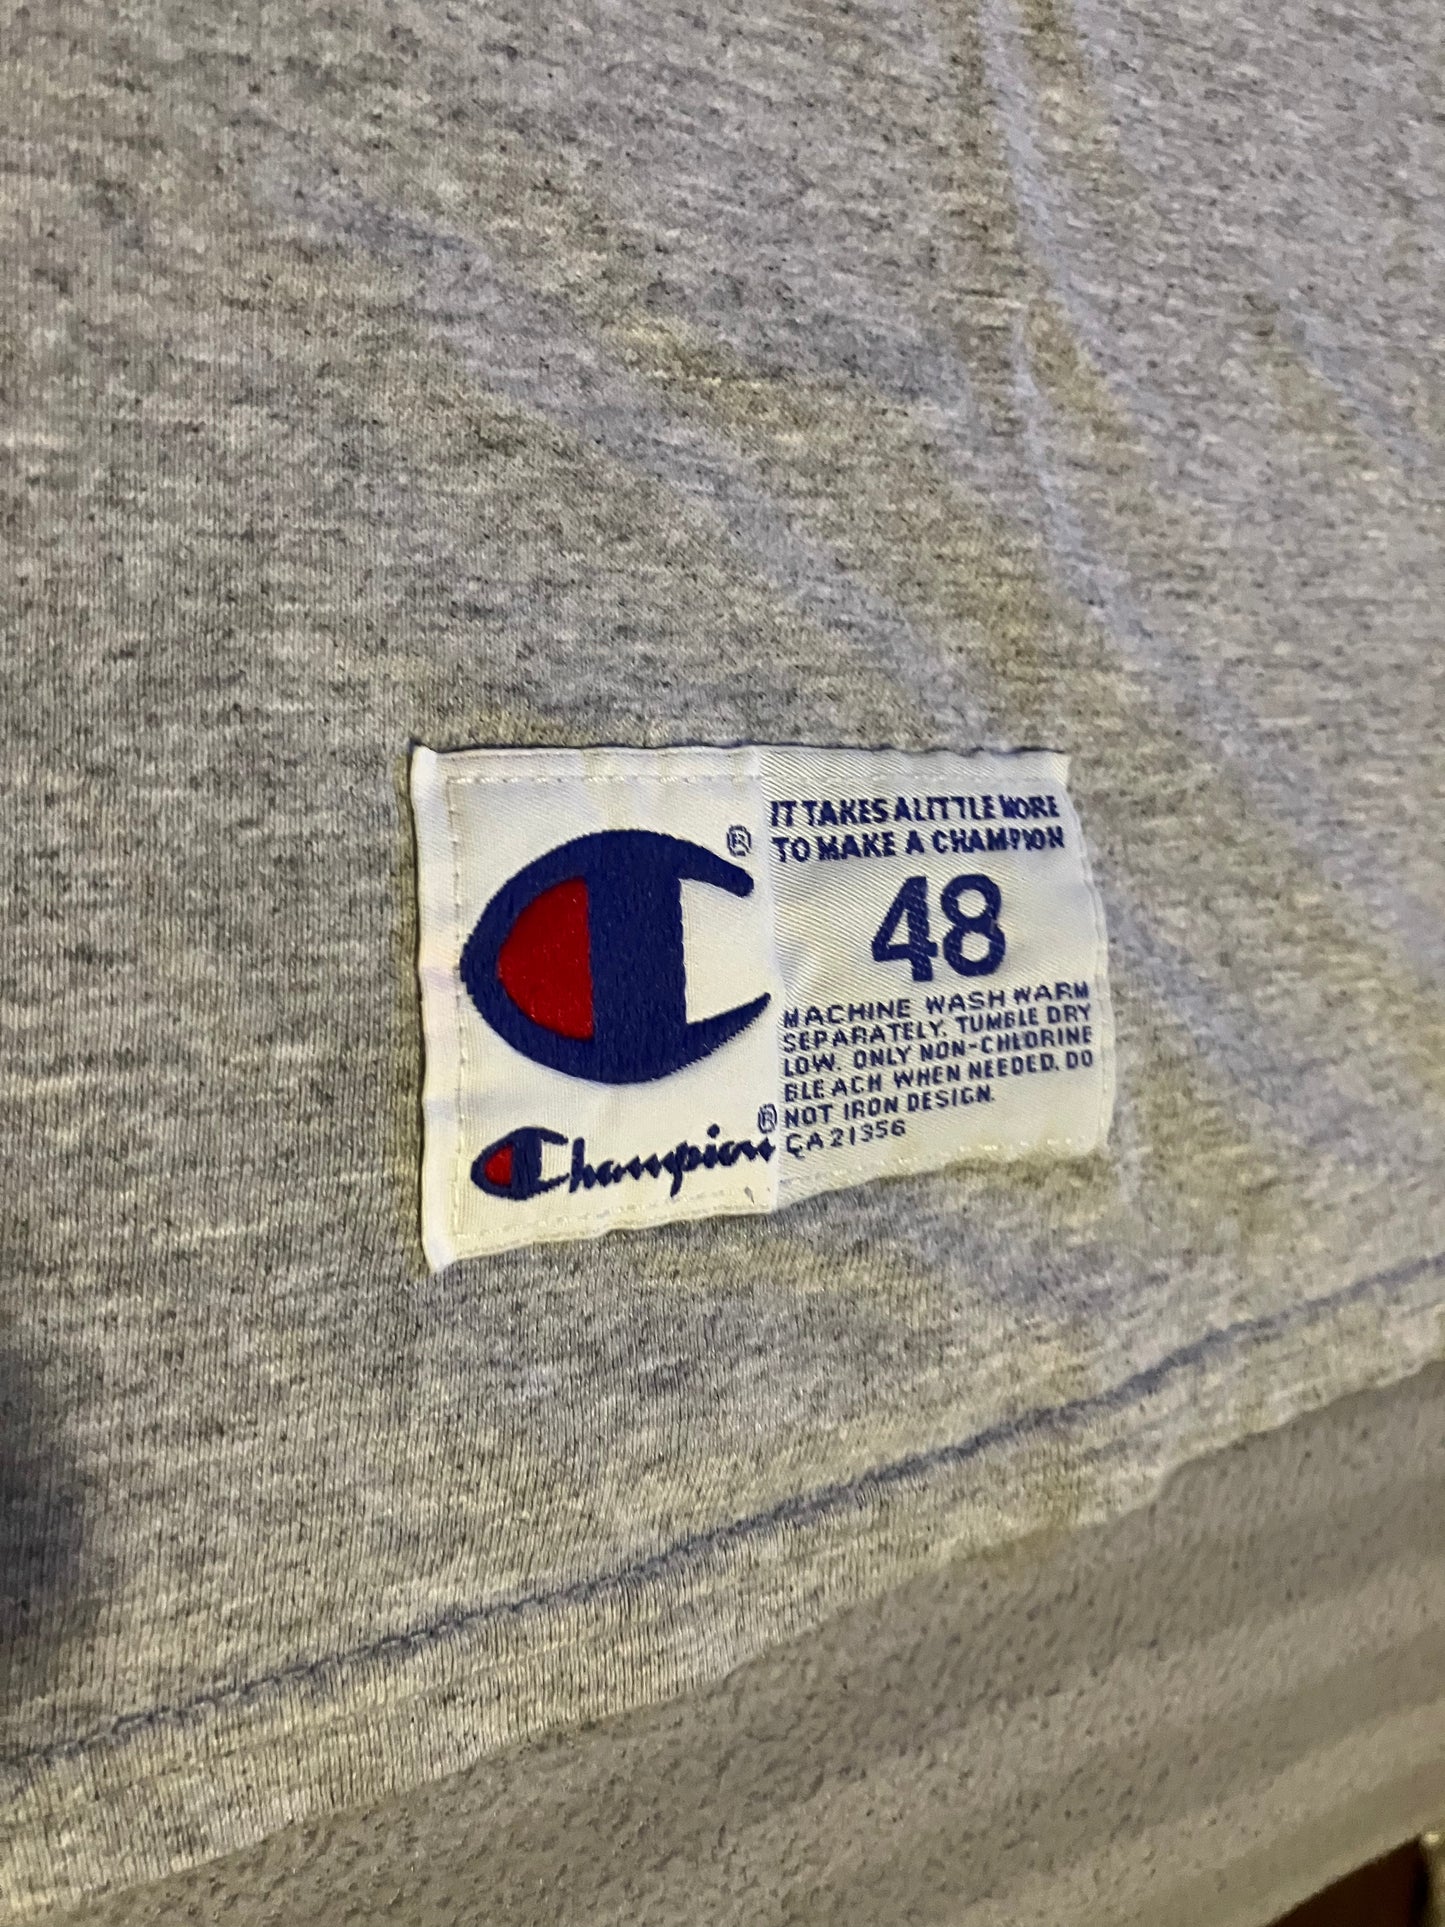 IT TAKES A LITTLE MORE
TO MAKE A CHAMPION
48
MACHINE WASH WARM
SEPARATELY. TUMBLE DRY
LOW. ONLY NON-CHLORINE
BLEACH WHEN NEEDED. DO
NOT IRON DESIGN.
CA21356
®
Champion®